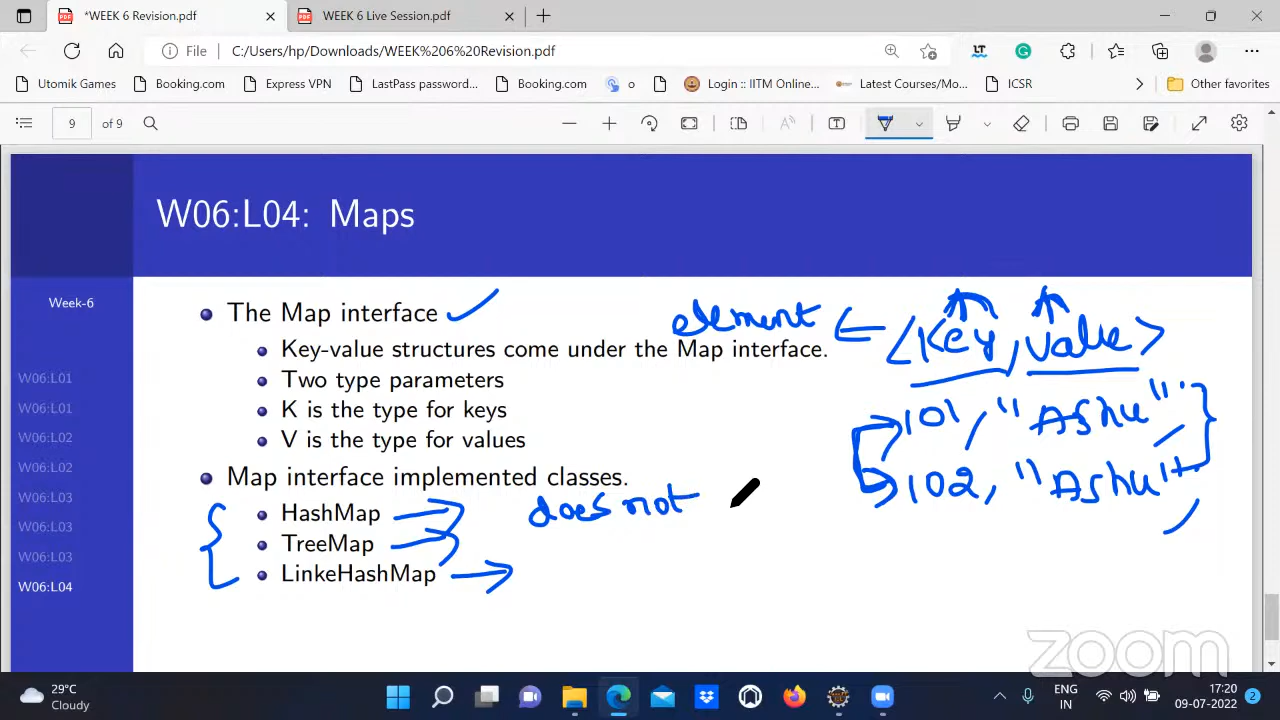 *WEEK 6 Revision.pdf
WEEK 6 Live Session.pdf
File
C:/Users/hp/Downloads/WEEK%206%20Revision.pdf
Utomik Games
Booking.com
Express VPN
LastPass password...
Booking.com
o
Login :: IITM Online...
Latest Courses/Mo...
ICSR
Other favorites
9
of 9
W06:L04: Maps
Week-6
W06:L01
W06:L01
W06:L02
W06:L02
W06:L03
W06:L03
W06:L03
W06:L04
The Map interface
Key-value structures come under the Map interface.
Two type parameters
K is the type for keys
V is the type for values
Map interface implemented classes.
HashMap
TreeMap
LinkeHashMap
element
<Key, value>
101, "Ashu"
102, "Ashu"
does not
zoom
29°C
Cloudy
ENG
IN
17:20
09-07-2022
2